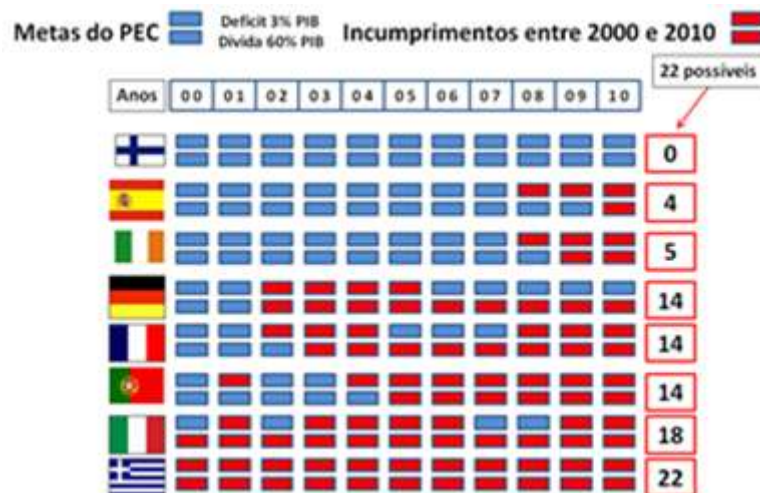 Metas do PEC
Deficit 3% PIB
Divida 60% PIB
Incumprimentos entre 2000 e 2010
22 possíveis
Anos 00 01 02 03 04 05 06 07 08 09 10
0
4
5
14
14
14
18
22